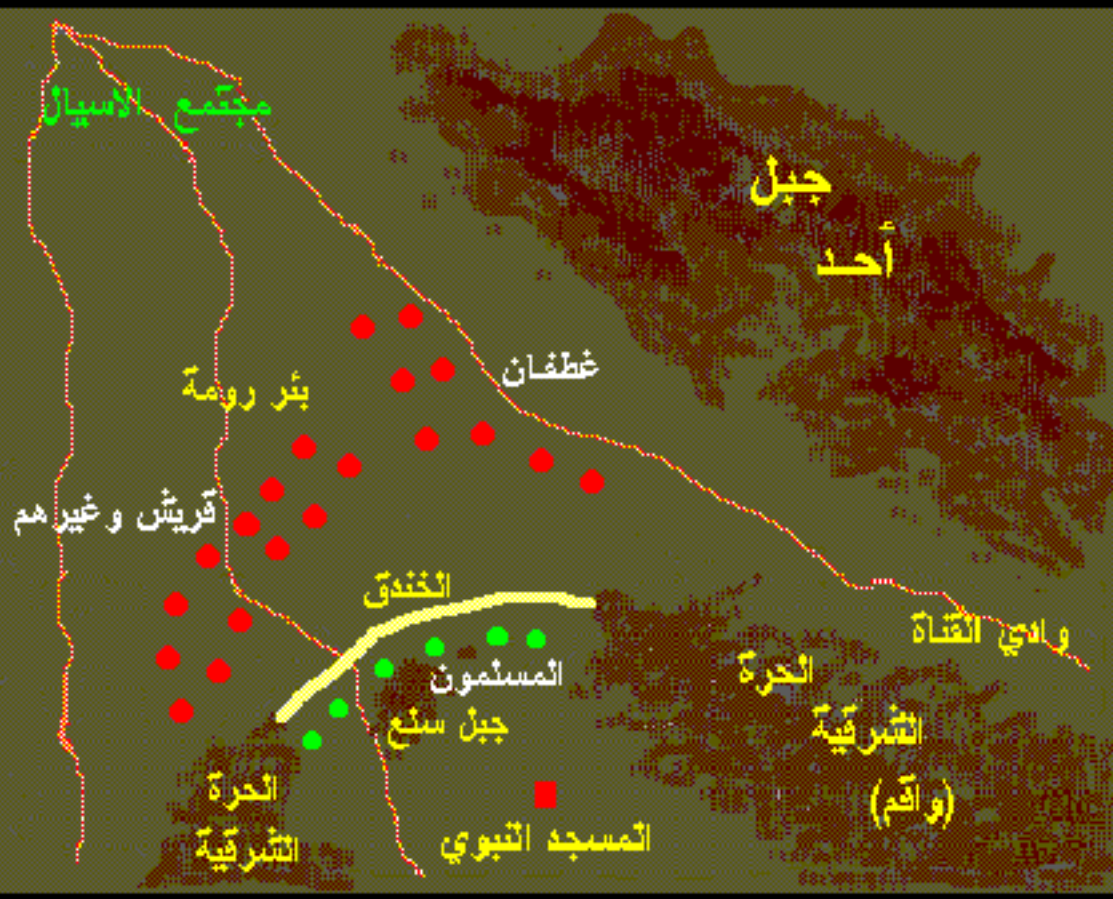 مجتمع الاسيال
جبل
أحد
غطفان
بئر رومة
قريش وغيرهم
الخندق
وادي القناة
المسلمون
الحرة
الشرقية
(واقم)
جبل سلع
الحرة
الشرقية
المسجد النبوي